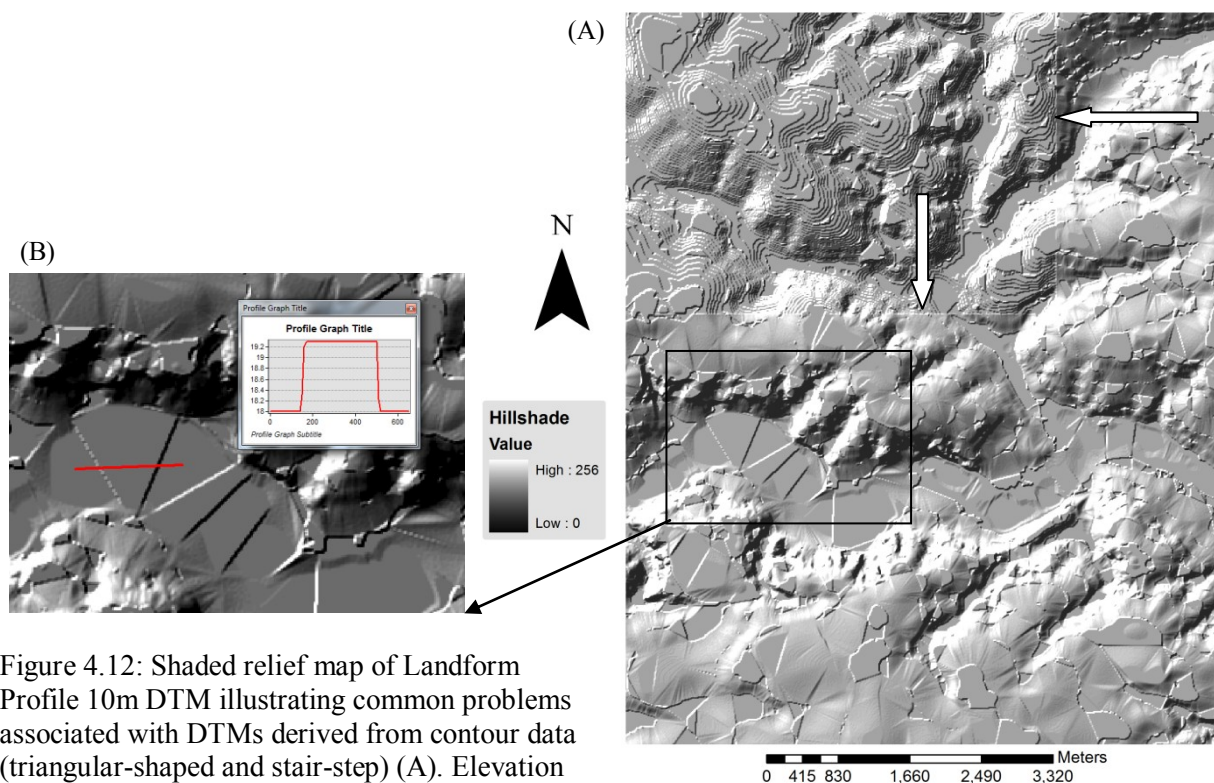 (A)
(B)
N
Profile Graph Title
Profile Graph Title
19.2
19
18.8
18.6
18.4
18.2
18
0 200 400 600
Profile Graph Subtitle
Hillshade
Value
High : 256
Low : 0
Figure 4.12: Shaded relief map of Landform
Profile 10m DTM illustrating common problems
associated with DTMs derived from contour data
(triangular-shaped and stair-step) (A). Elevation
Meters
0 415 830 1,660 2,490 3,320